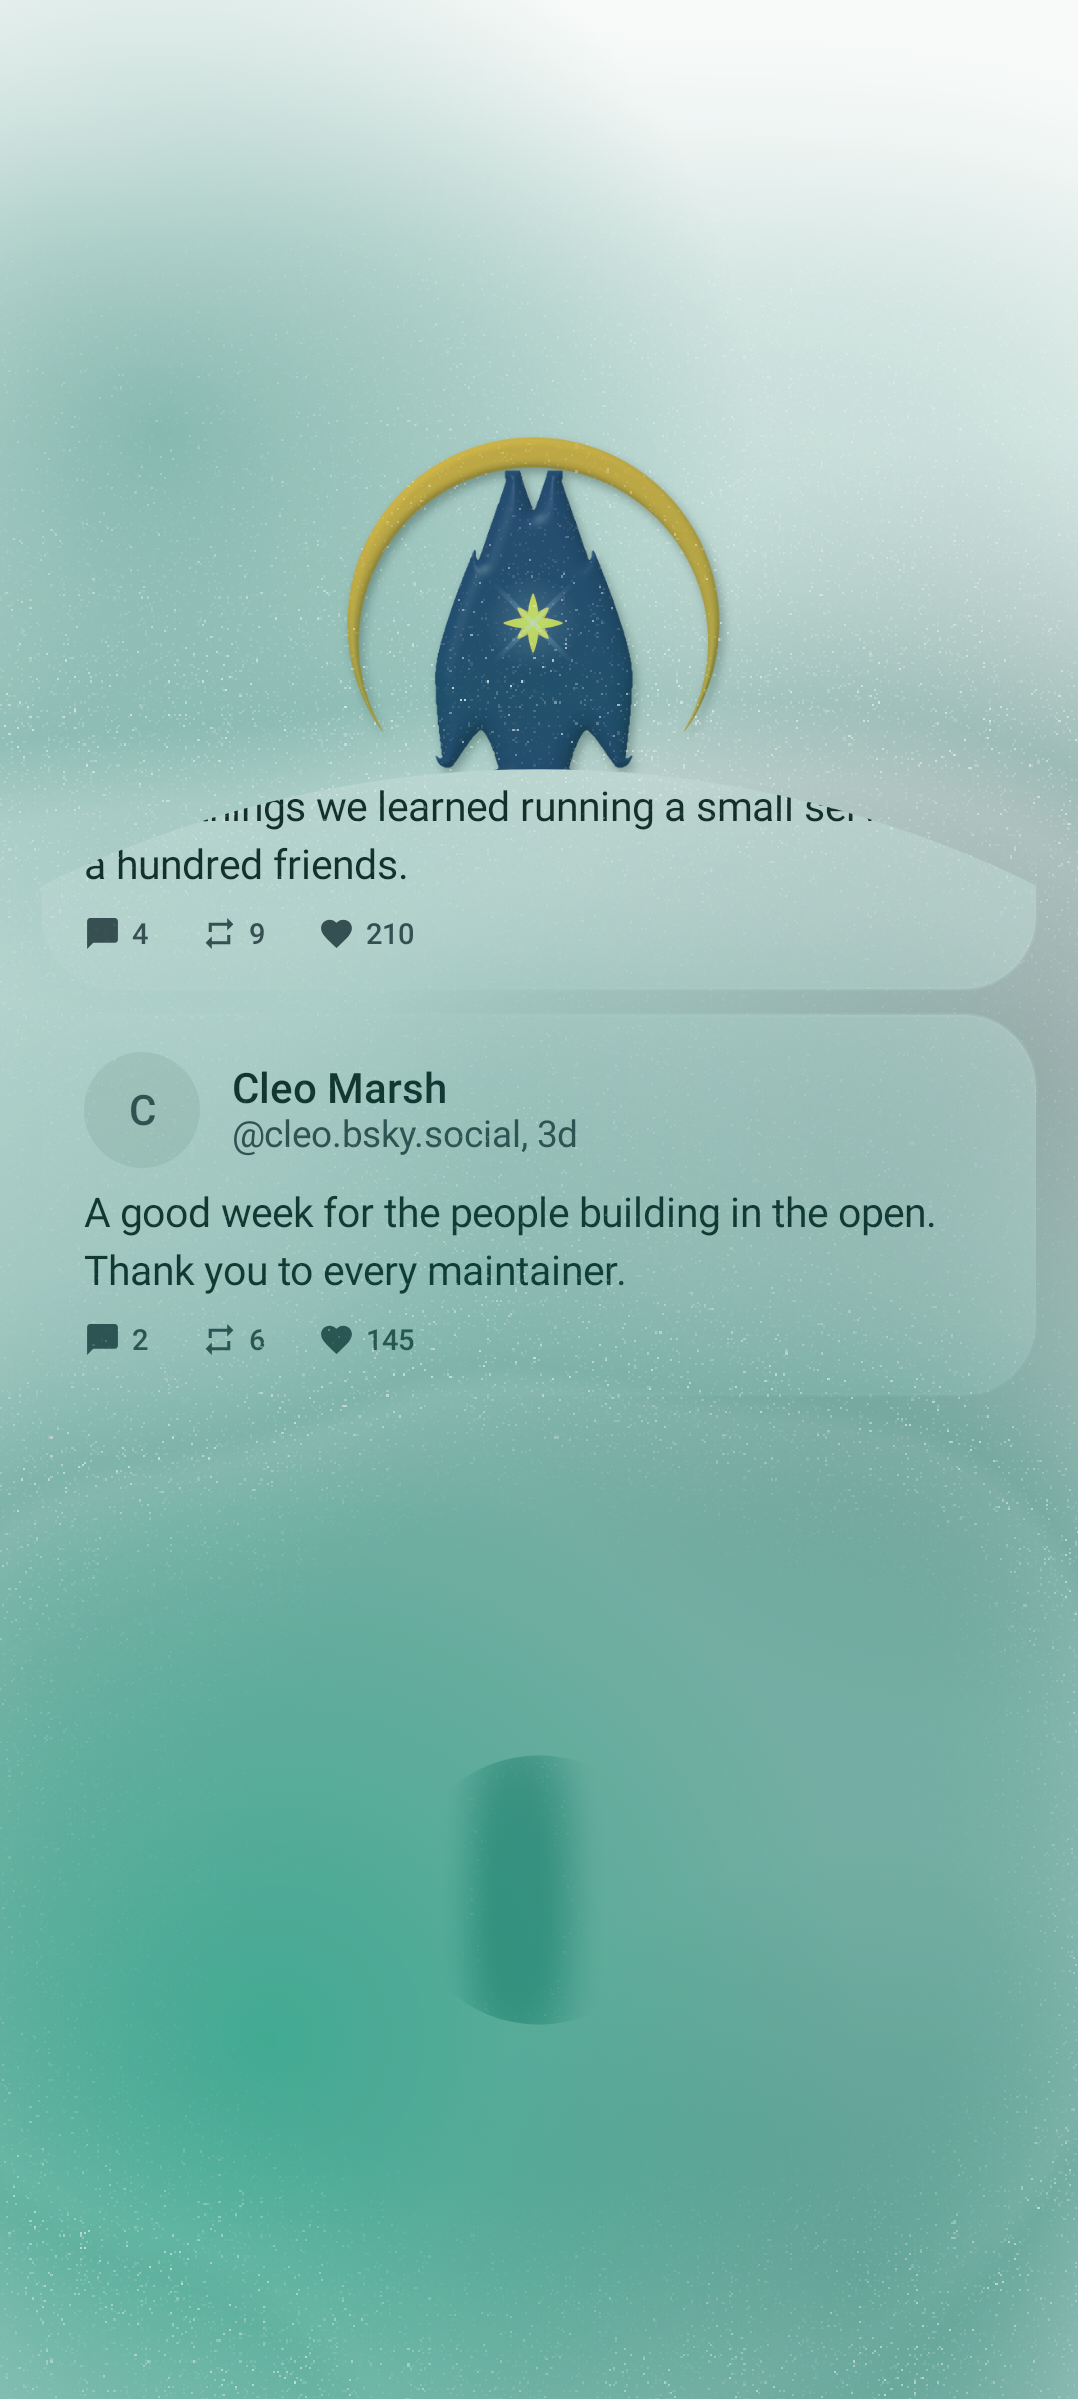 we learned running a small
a hundred friends.
4 9 210
C
Cleo Marsh
@cleo.bsky.social, 3d
A good week for the people building in the open.
Thank you to every maintainer.
2 6 145